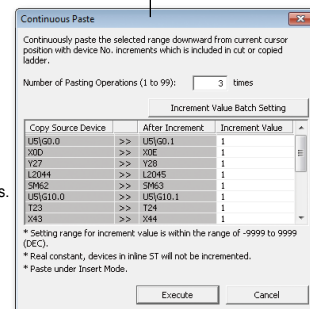 Continuous Paste
Continuously paste the selected range downward from current cursor
position with device No. increments which is included in cut or copied
ladder.
Number of Pasting Operations (1 to 99): 3 times
Increment Value Batch Setting
Copy Source Device After Increment Increment Value
U5\G0.0 >> U5\G0.1 1
X0D >> X0E 1
Y27 >> Y28 1
L2044 >> L2045 1
SM62 >> SM63 1
U5\G10.0 >> U5\G10.1 1
T23 >> T24 1
X43 >> X44 1
s.
* Setting range for increment value is within the range of -9999 to 9999
(DEC).
* Real constant, devices in inline ST will not be incremented.
* Paste under Insert Mode.
Execute Cancel